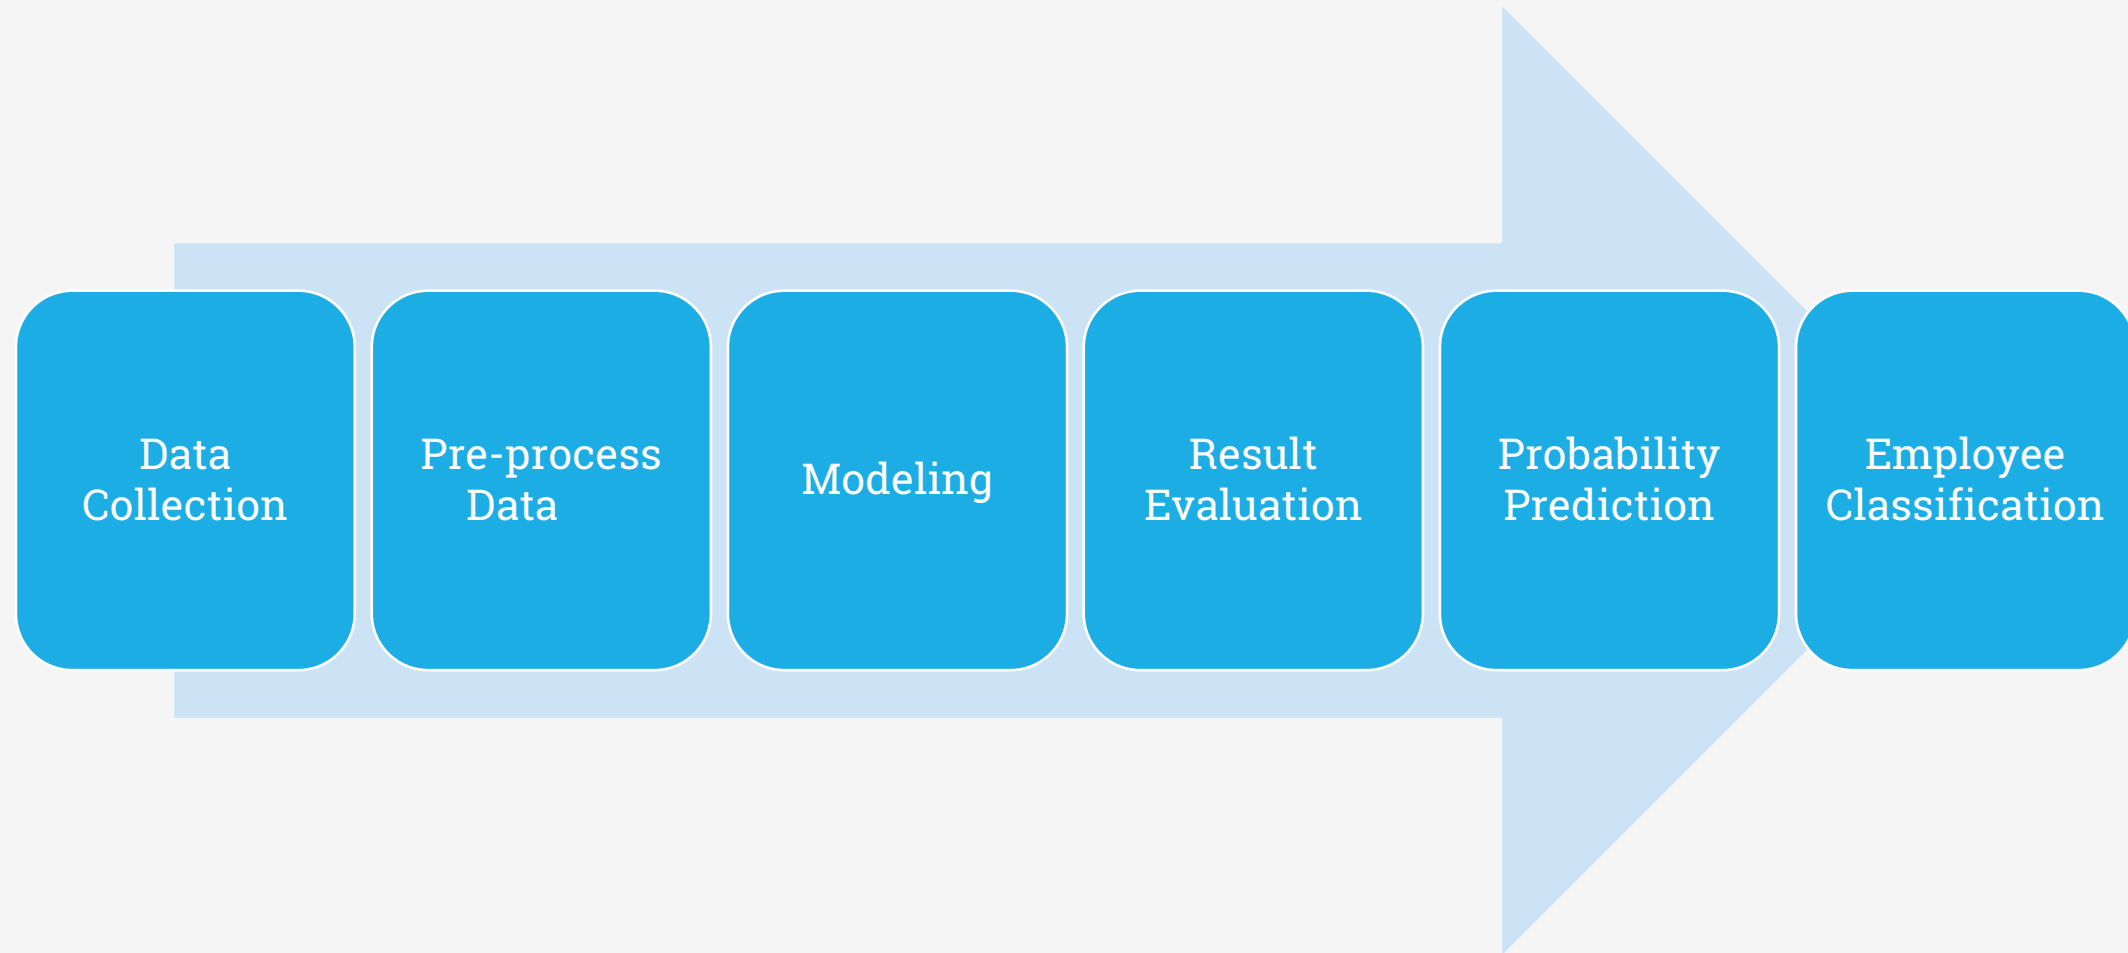 Data
Collection
Pre-process
Data
Modeling
Result
Evaluation
Probability
Prediction
Employee
Classification